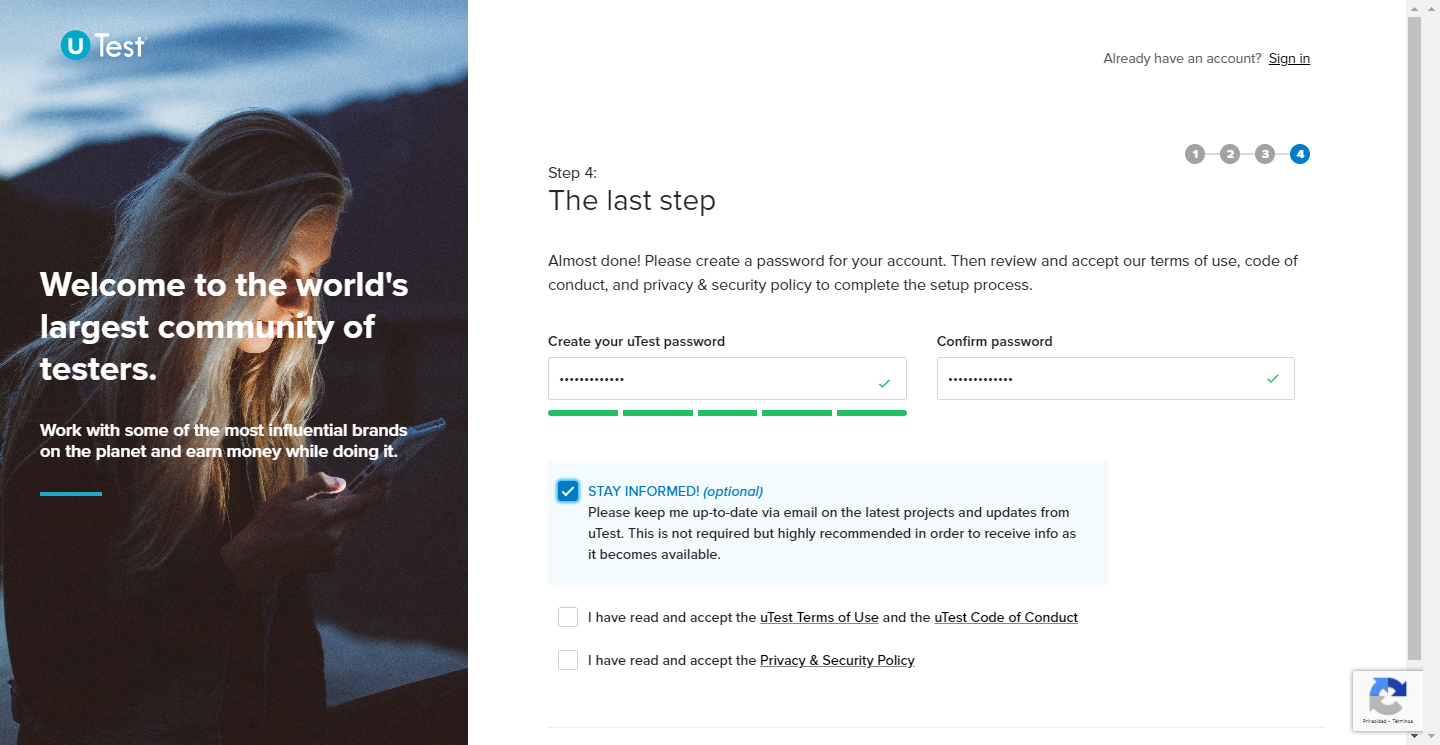 uTest
Already have an account? Sign in
1 2 3 4
Step 4:
The last step
Welcome to the world's
largest community of
testers.
Work with some of the most influential brands
on the planet and earn money while doing it.
Almost done! Please create a password for your account. Then review and accept our terms of use, code of
conduct, and privacy & security policy to complete the setup process.
Create your uTest password
Confirm password
STAY INFORMED! (optional)
Please keep me up-to-date via email on the latest projects and updates from
uTest. This is not required but highly recommended in order to receive info as
it becomes available.
I have read and accept the uTest Terms of Use and the uTest Code of Conduct
I have read and accept the Privacy & Security Policy
Privacidad - Términos